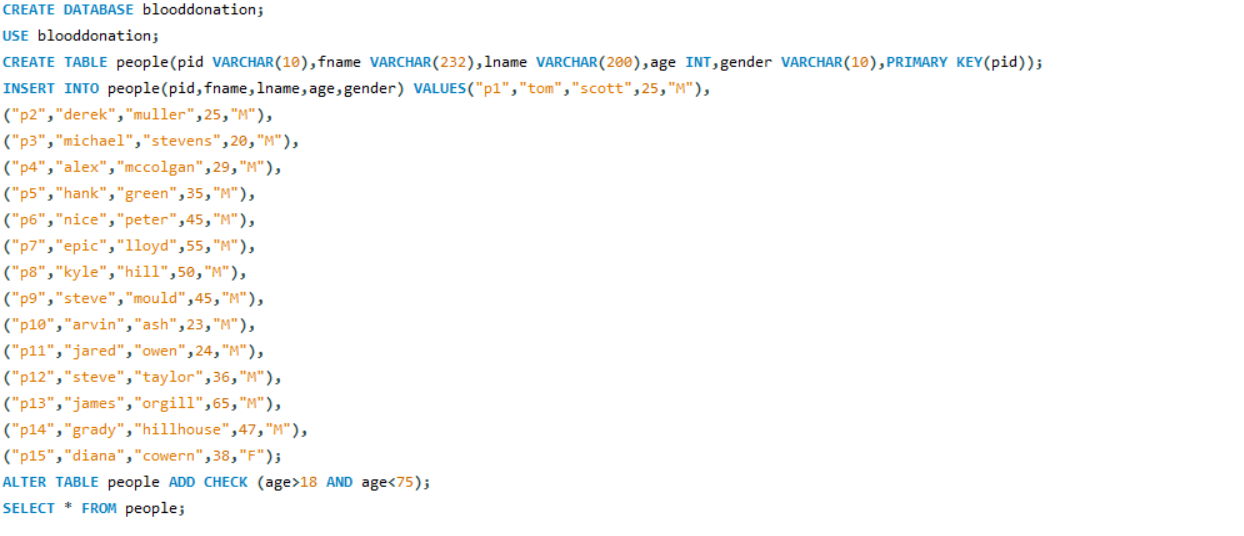 CREATE DATABASE blooddonation;
USE blooddonation;
CREATE TABLE people(pid VARCHAR(10),fname VARCHAR(232),lname VARCHAR(200),age INT,gender VARCHAR(10),PRIMARY KEY(pid));
INSERT INTO people(pid,fname,lname,age,gender) VALUES("p1","tom","scott",25,"M"),
("p2","derek","muller",25,"M"),
("p3","michael","stevens",20,"M"),
("p4","alex","mccolgan",29,"M"),
("p5","hank","green",35,"M"),
("p6","nice","peter",45,"M"),
("p7","epic","lloyd",55,"M"),
("p8","kyle","hill",50,"M"),
("p9","steve","mould",45,"M"),
("p10","arvin","ash",23,"M"),
("p11","jared","owen",24,"M"),
("p12","steve","taylor",36,"M"),
("p13","james","orgill",65,"M"),
("p14","grady","hillhouse",47,"M"),
("p15","diana","cowern",38,"F");
ALTER TABLE people ADD CHECK (age>18 AND age<75);
SELECT * FROM people;